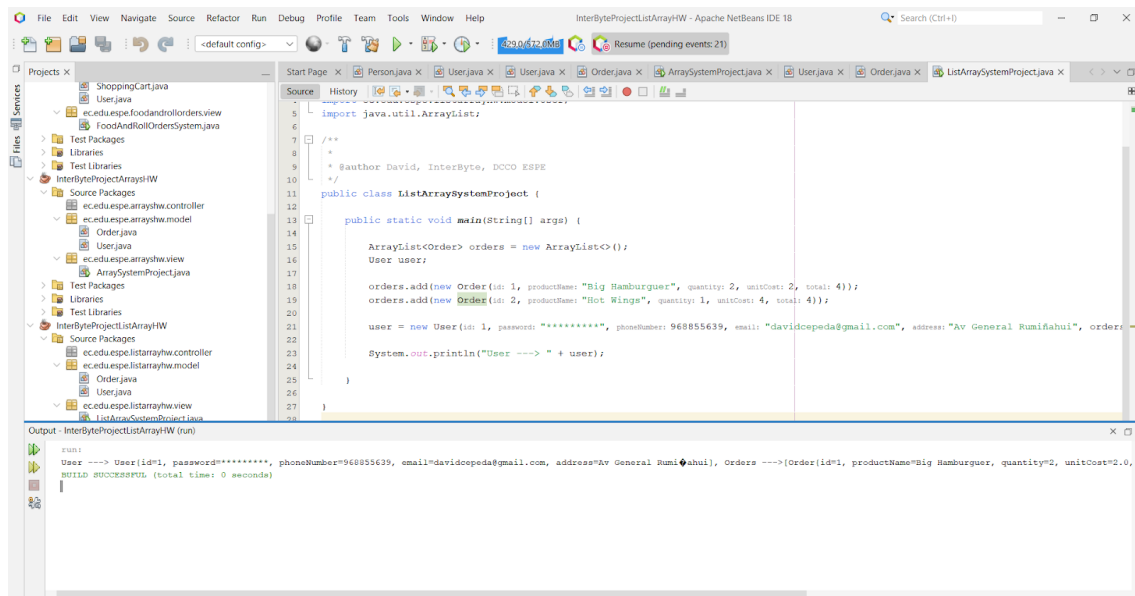 File Edit View Navigate Source Refactor Run Debug Profile Team Tools Window Help
InterByteProjectListArrayHW - Apache NetBeans IDE 18
Search (Ctrl+I)
<default config>
429.0/572.0MB
Resume (pending events: 21)
Projects
Start Page Person.java User.java User.java Order.java ArraySystemProject.java User.java Order.java ListArraySystemProject.java
Services
Files
ShoppingCart.java
User.java
ec.edu.espe.foodandrollorders.view
FoodAndRollOrdersSystem.java
Test Packages
Libraries
Test Libraries
InterByteProjectArraysHW
Source Packages
ec.edu.espe.arrayshw.controller
ec.edu.espe.arrayshw.model
Order.java
User.java
ec.edu.espe.arrayshw.view
ArraySystemProject.java
Test Packages
Libraries
Test Libraries
InterByteProjectListArrayHW
Source Packages
ec.edu.espe.listarrayhw.controller
ec.edu.espe.listarrayhw.model
Order.java
User.java
ec.edu.espe.listarrayhw.view
ListArraySystemProject.java
Source History
5 import java.util.ArrayList;
6
7 /**
8 *
9 * @author David, InterByte, DCCO ESPE
10 */
11 public class ListArraySystemProject {
12
13 public static void main(String[] args) {
14
15 ArrayList<Order> orders = new ArrayList<>();
16 User user;
17
18 orders.add(new Order(id: 1, productName: "Big Hamburguer", quantity: 2, unitCost: 2, total: 4));
19 orders.add(new Order(id: 2, productName: "Hot Wings", quantity: 1, unitCost: 4, total: 4));
20
21 user = new User(id: 1, password: "*********", phoneNumber: 968855639, email: "davidcepeda@gmail.com", address: "Av General Rumiñahui", orders
22
23 System.out.println("User ---> " + user);
24
25 }
26
27 }
28
Output - InterByteProjectListArrayHW (run)
run:
User ---> User{id=1, password=*********, phoneNumber=968855639, email=davidcepeda@gmail.com, address=Av General Rumi�ahui}, Orders --->[Order{id=1, productName=Big Hamburguer, quantity=2, unitCost=2.0,
BUILD SUCCESSFUL (total time: 0 seconds)